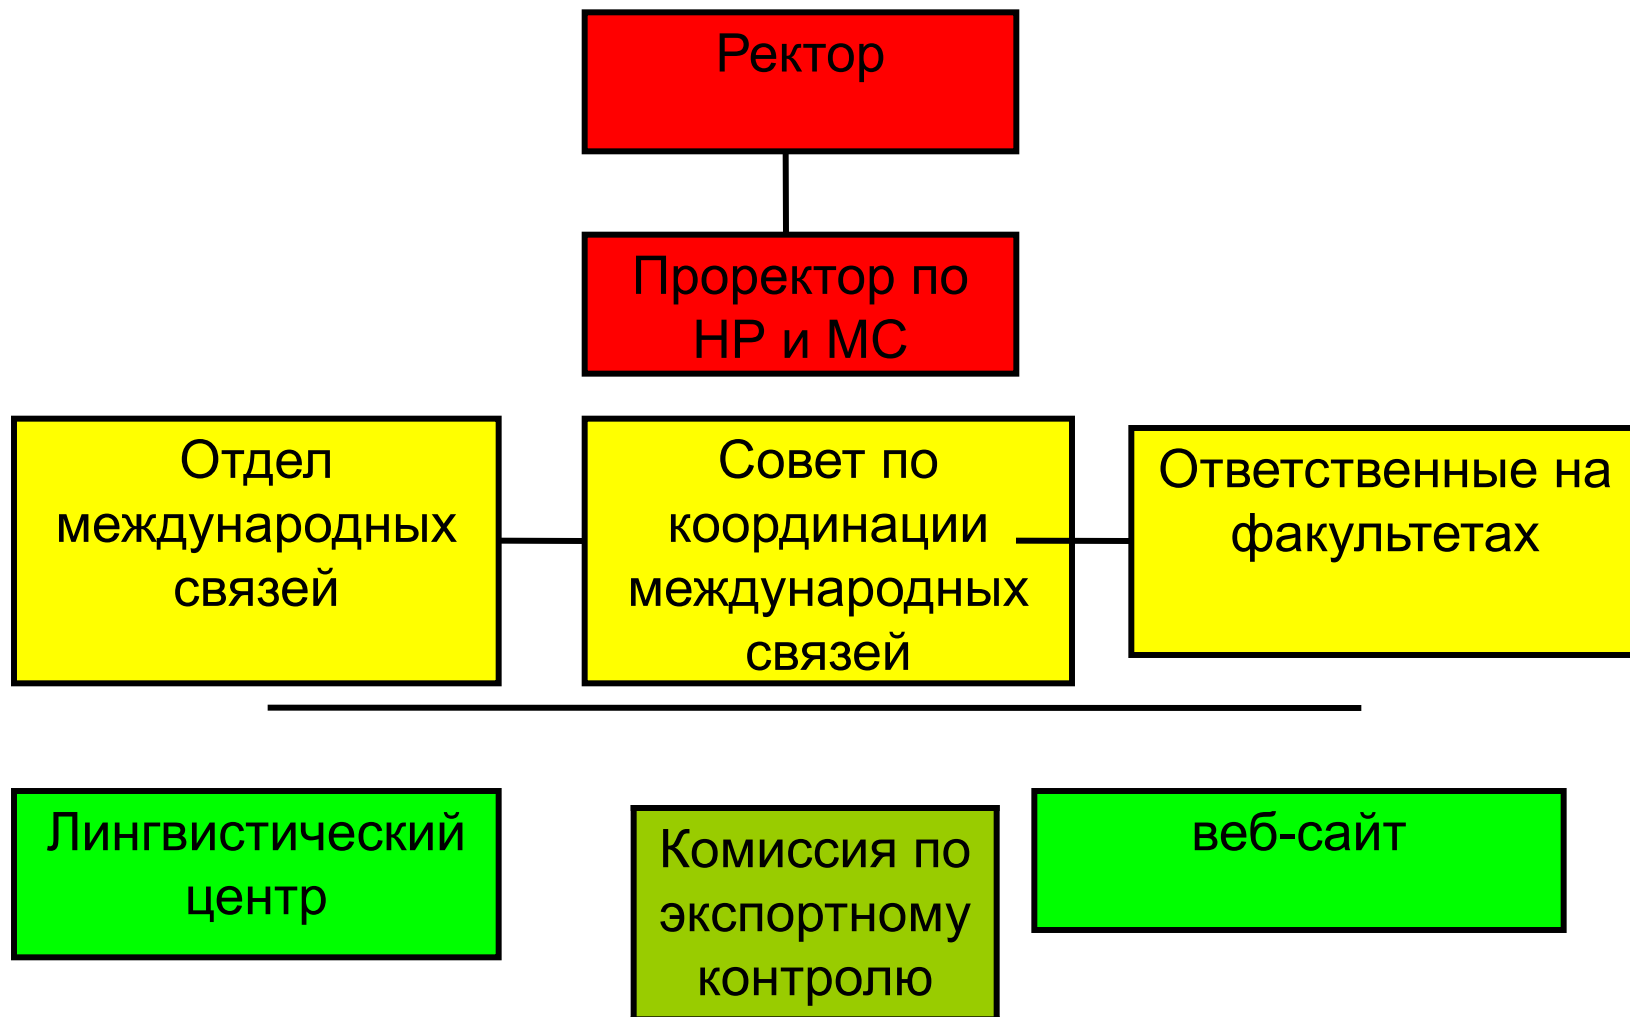 Ректор
Проректор по
НР и МС
Отдел
международных
связей
Совет по
координации
международных
связей
Ответственные на
факультетах
Лингвистический
центр
Комиссия по
экспортному
контролю
веб-сайт